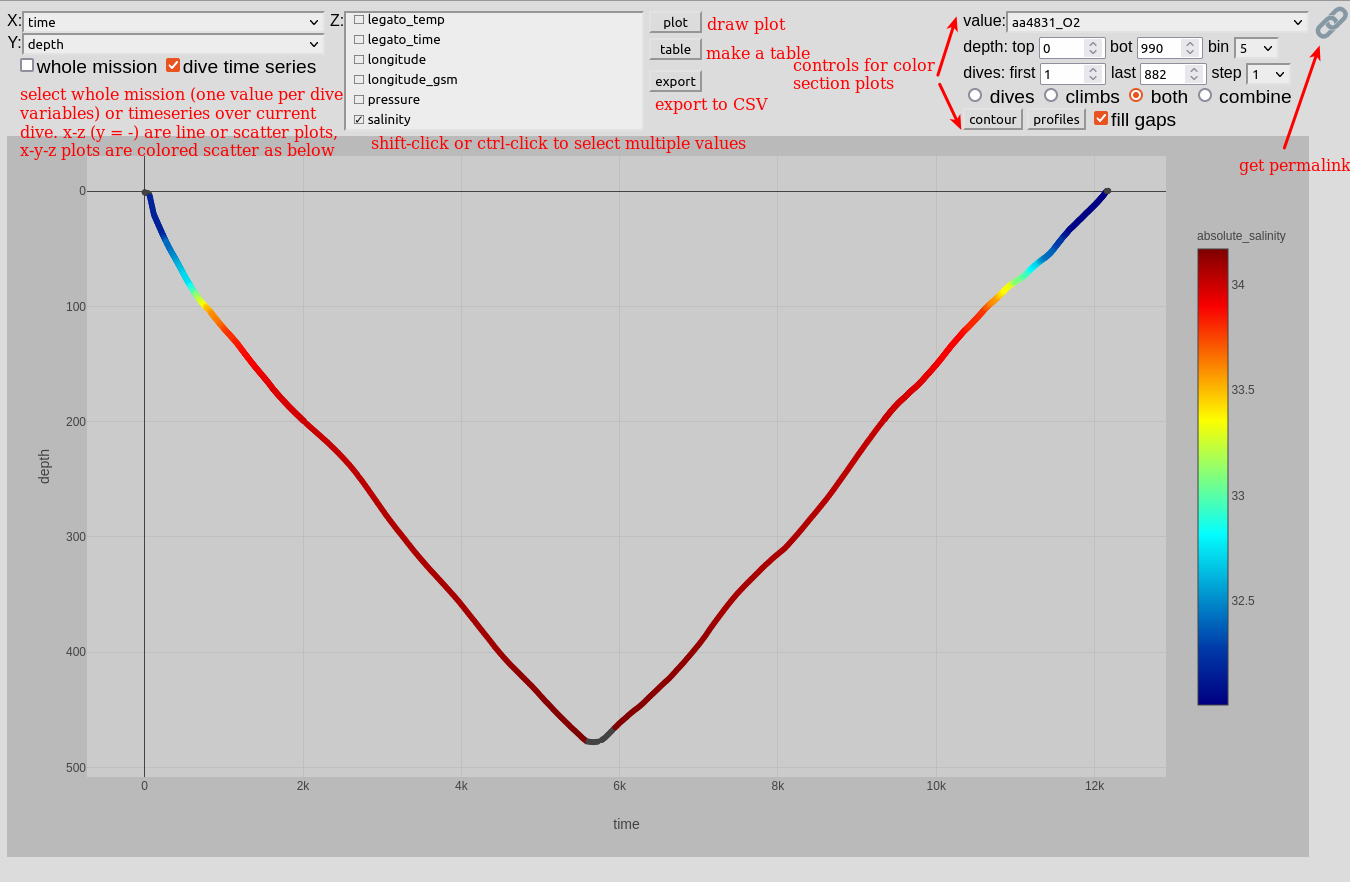 X: time
Y: depth
whole mission dive time series
select whole mission (one value per dive
variables) or timeseries over current
dive. x-z (y = -) are line or scatter plots,
x-y-z plots are colored scatter as below
Z:
legato_temp
legato_time
longitude
longitude_gsm
pressure
salinity
shift-click or ctrl-click to select multiple values
plot draw plot
table make a table
export
export to CSV
controls for color
section plots
value: aa4831_O2
depth: top 0 bot 990 bin 5
dives: first 1 last 882 step 1
dives climbs both combine
contour profiles fill gaps
get permalink
0
100
200
300
400
500
depth
0 2k 4k 6k 8k 10k 12k
time
absolute_salinity
34
33.5
33
32.5